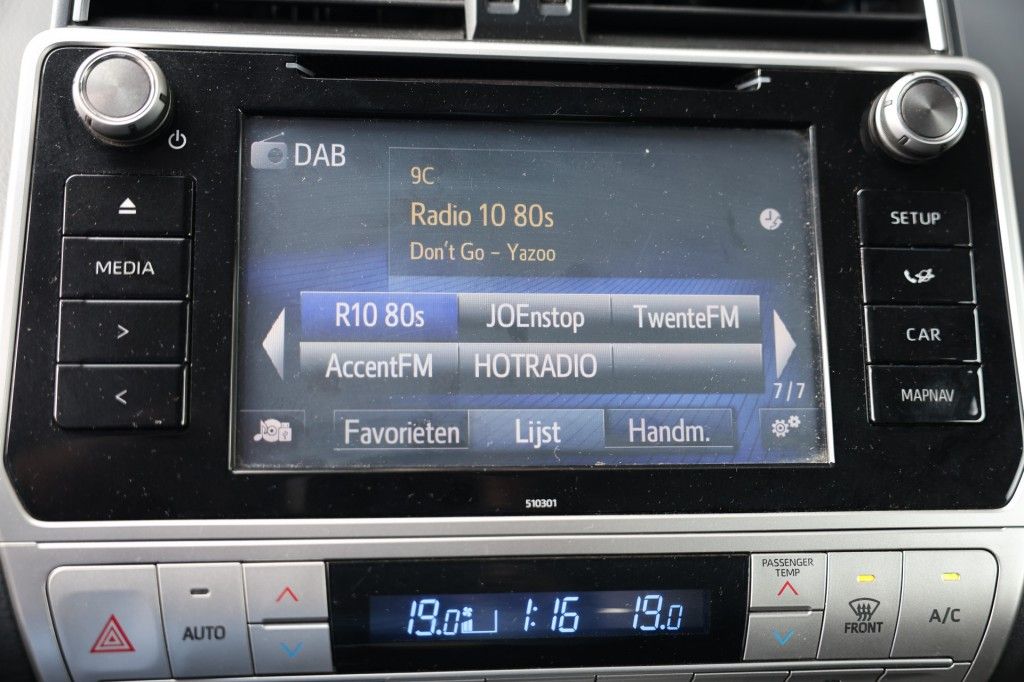 DAB
9C
Radio 10 80s
Don't Go – Yazoo
R10 80s JOEnstop TwenteFM
AccentFM HOTRADIO
7/7
Favorieten Lijst Handm.
MEDIA
>
<
SETUP
CAR
MAPNAV
510301
AUTO
19.0 1:16 19.0
PASSENGER
TEMP
FRONT
A/C